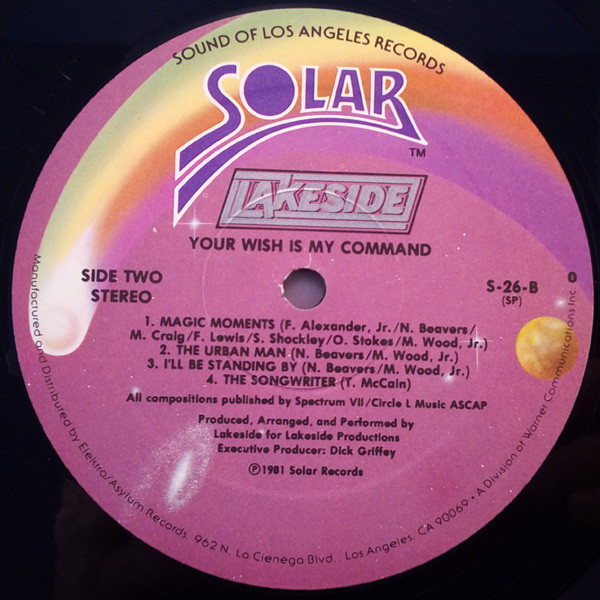 SOUND OF LOS ANGELES RECORDS
SOLAR
TM
LAKESIDE
YOUR WISH IS MY COMMAND
SIDE TWO
STEREO
S-26-B
(SP)
0
1. MAGIC MOMENTS (F. Alexander, Jr./N. Beavers/
M. Craig/F. Lewis/S. Shockley/O. Stokes/M. Wood, Jr.)
2. THE URBAN MAN (N. Beavers/M. Wood, Jr.)
3. I'LL BE STANDING BY (N. Beavers/M. Wood, Jr.)
4. THE SONGWRITER (T. McCain)
All compositions published by Spectrum VII/Circle L Music ASCAP
Produced, Arranged, and Performed by
Lakeside for Lakeside Productions
Executive Producer: Dick Griffey
℗1981 Solar Records
Manufactured and Distributed by Elektra/Asylum Records. 962 N. La Cienega Blvd., Los Angeles, CA 90069 • A Division of Warner Communications Inc.